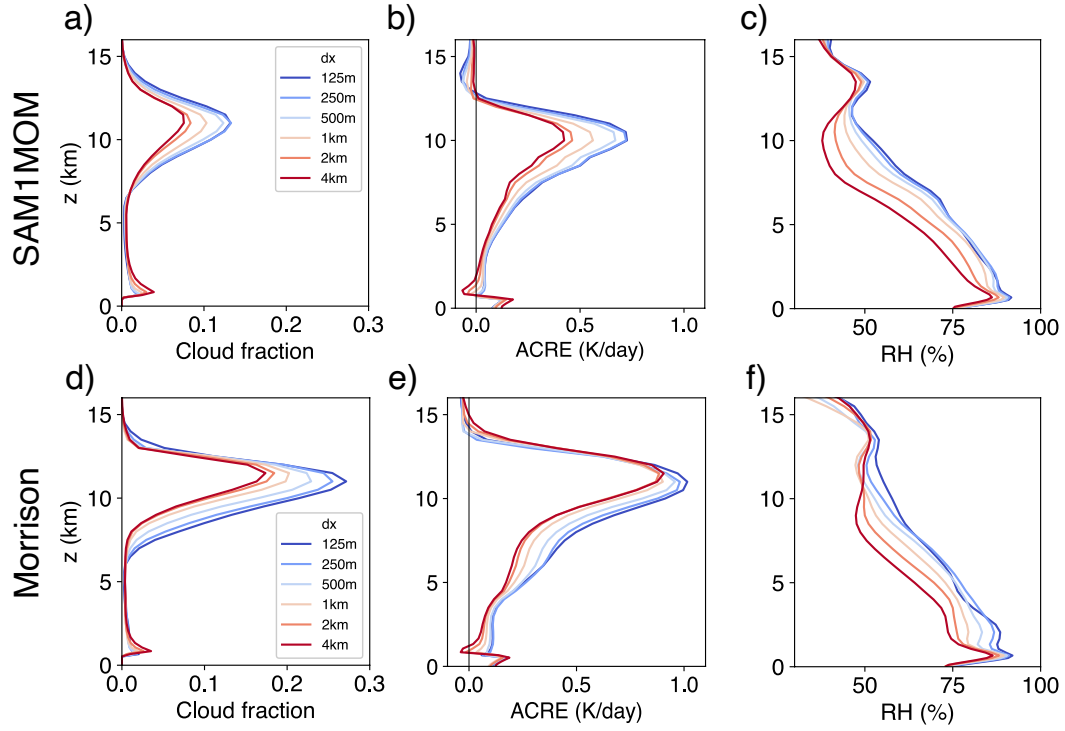 a)
b)
c)
SAM1MOM
z (km)
15
10
5
0
dx
125m
250m
500m
1km
2km
4km
0.0 0.1 0.2 0.3
Cloud fraction
15
10
5
0
0.0 0.5 1.0
ACRE (K/day)
15
10
5
0
50 75 100
RH (%)
d)
e)
f)
Morrison
z (km)
15
10
5
0
dx
125m
250m
500m
1km
2km
4km
0.0 0.1 0.2 0.3
Cloud fraction
15
10
5
0
0.0 0.5 1.0
ACRE (K/day)
15
10
5
0
50 75 100
RH (%)